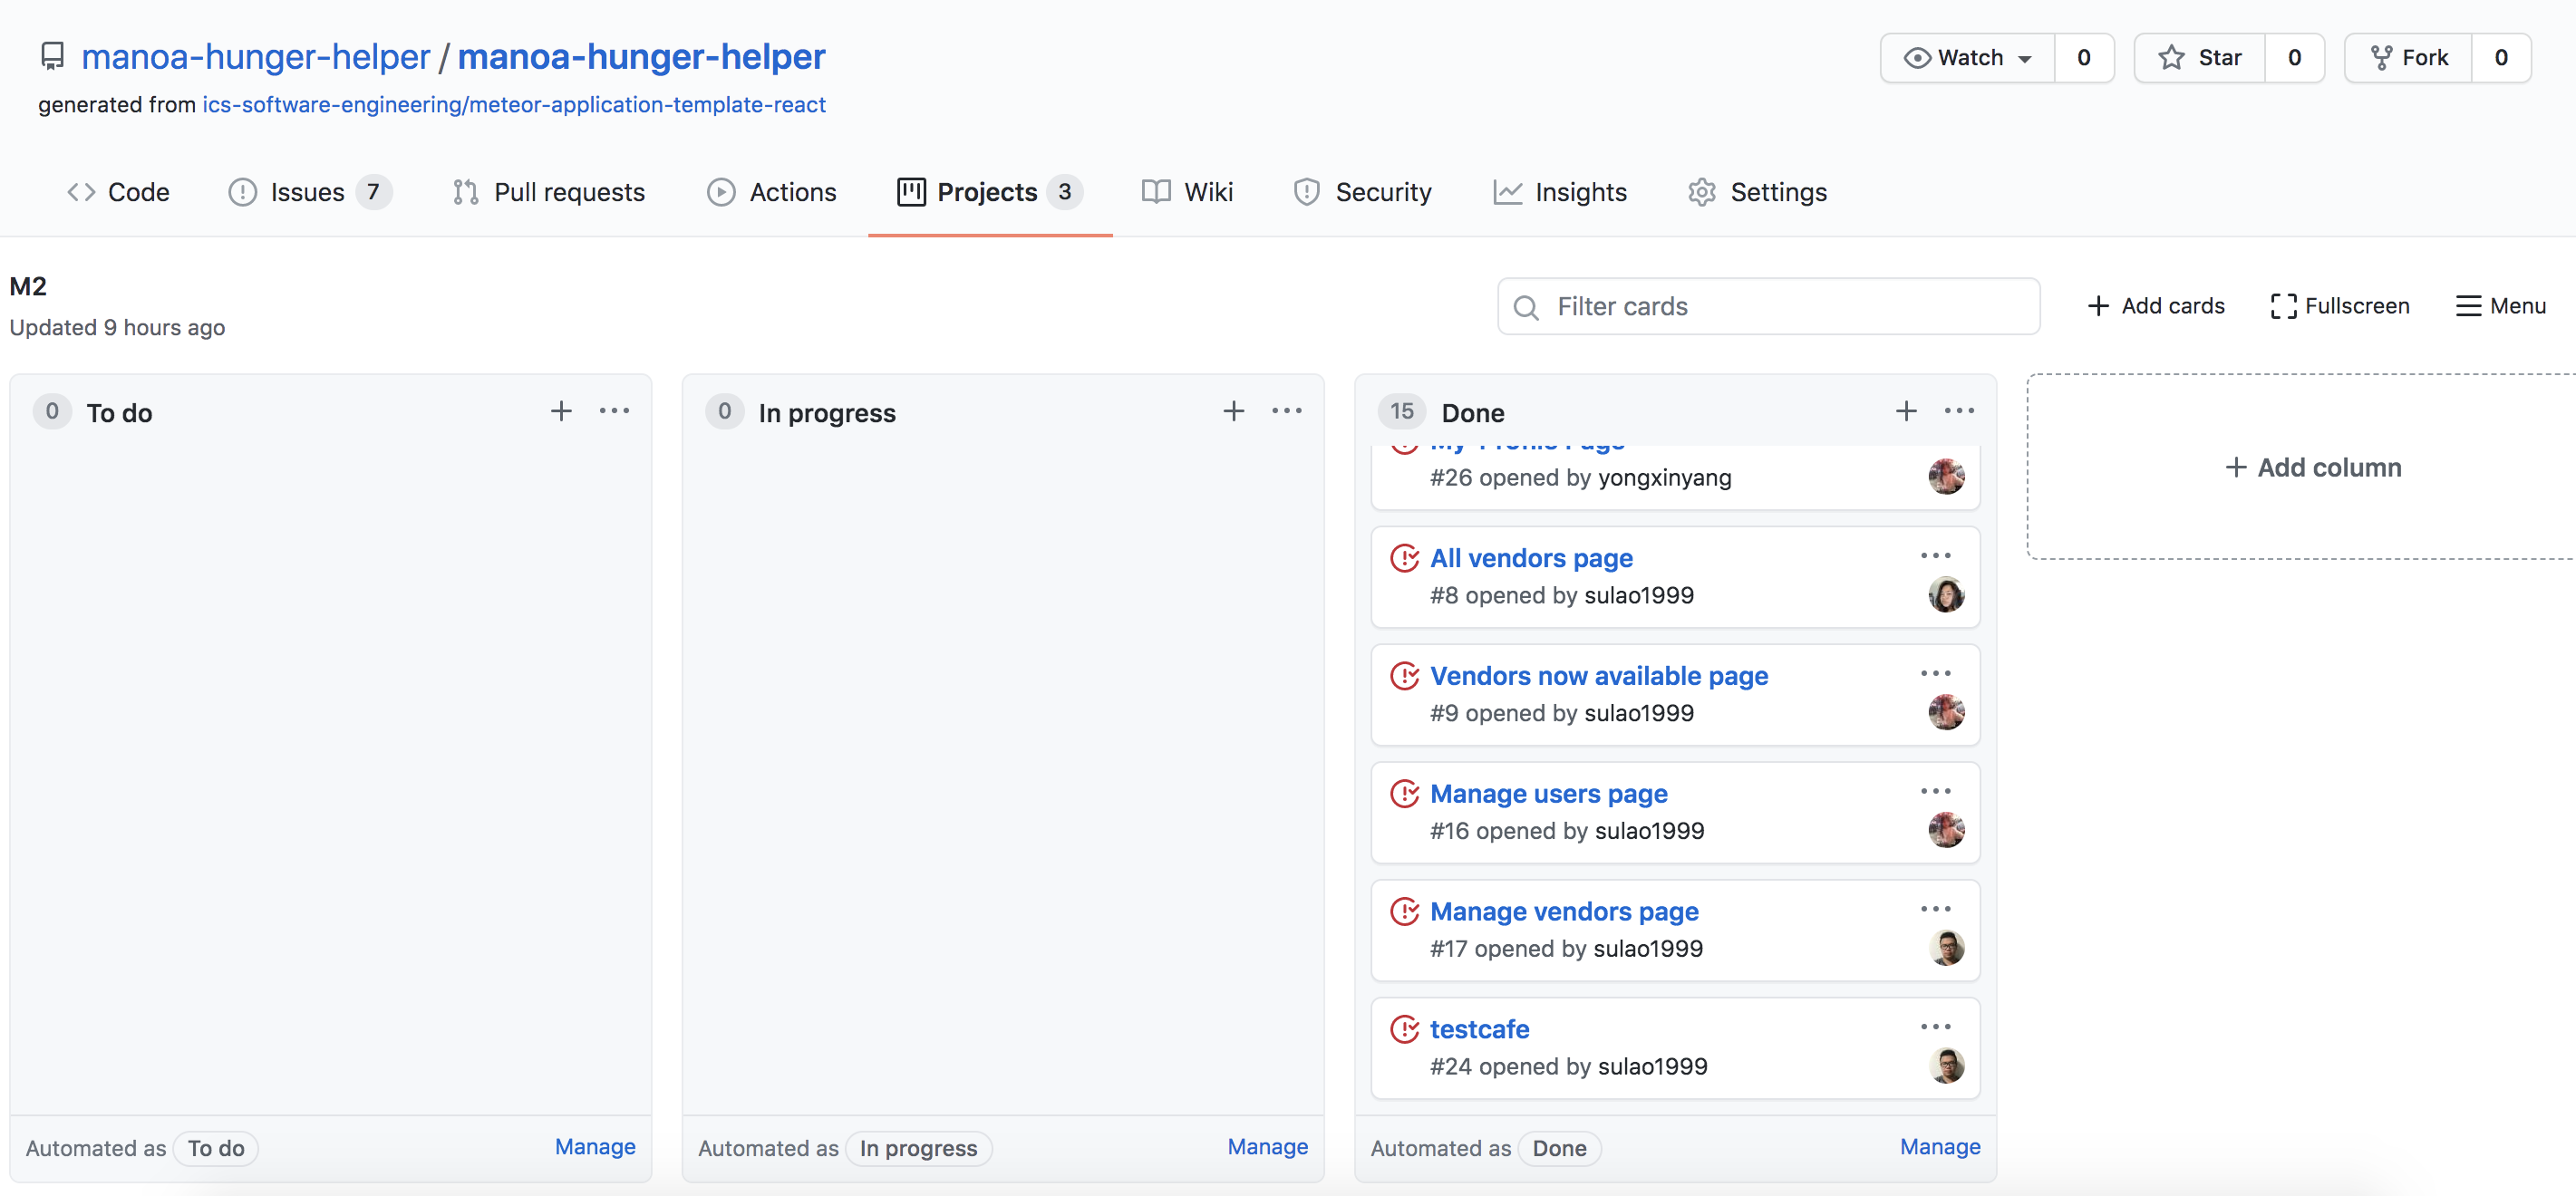 manoa-hunger-helper / manoa-hunger-helper
Watch 0 Star 0 Fork 0
generated from ics-software-engineering/meteor-application-template-react
Code Issues 7 Pull requests Actions Projects 3 Wiki Security Insights Settings
M2
Updated 9 hours ago
Filter cards
Add cards Fullscreen Menu
0 To do
Automated as To do Manage
0 In progress
Automated as In progress Manage
15 Done
My Profile Page
#26 opened by yongxinyang
All vendors page
#8 opened by sulao1999
Vendors now available page
#9 opened by sulao1999
Manage users page
#16 opened by sulao1999
Manage vendors page
#17 opened by sulao1999
testcafe
#24 opened by sulao1999
Automated as Done Manage
+ Add column